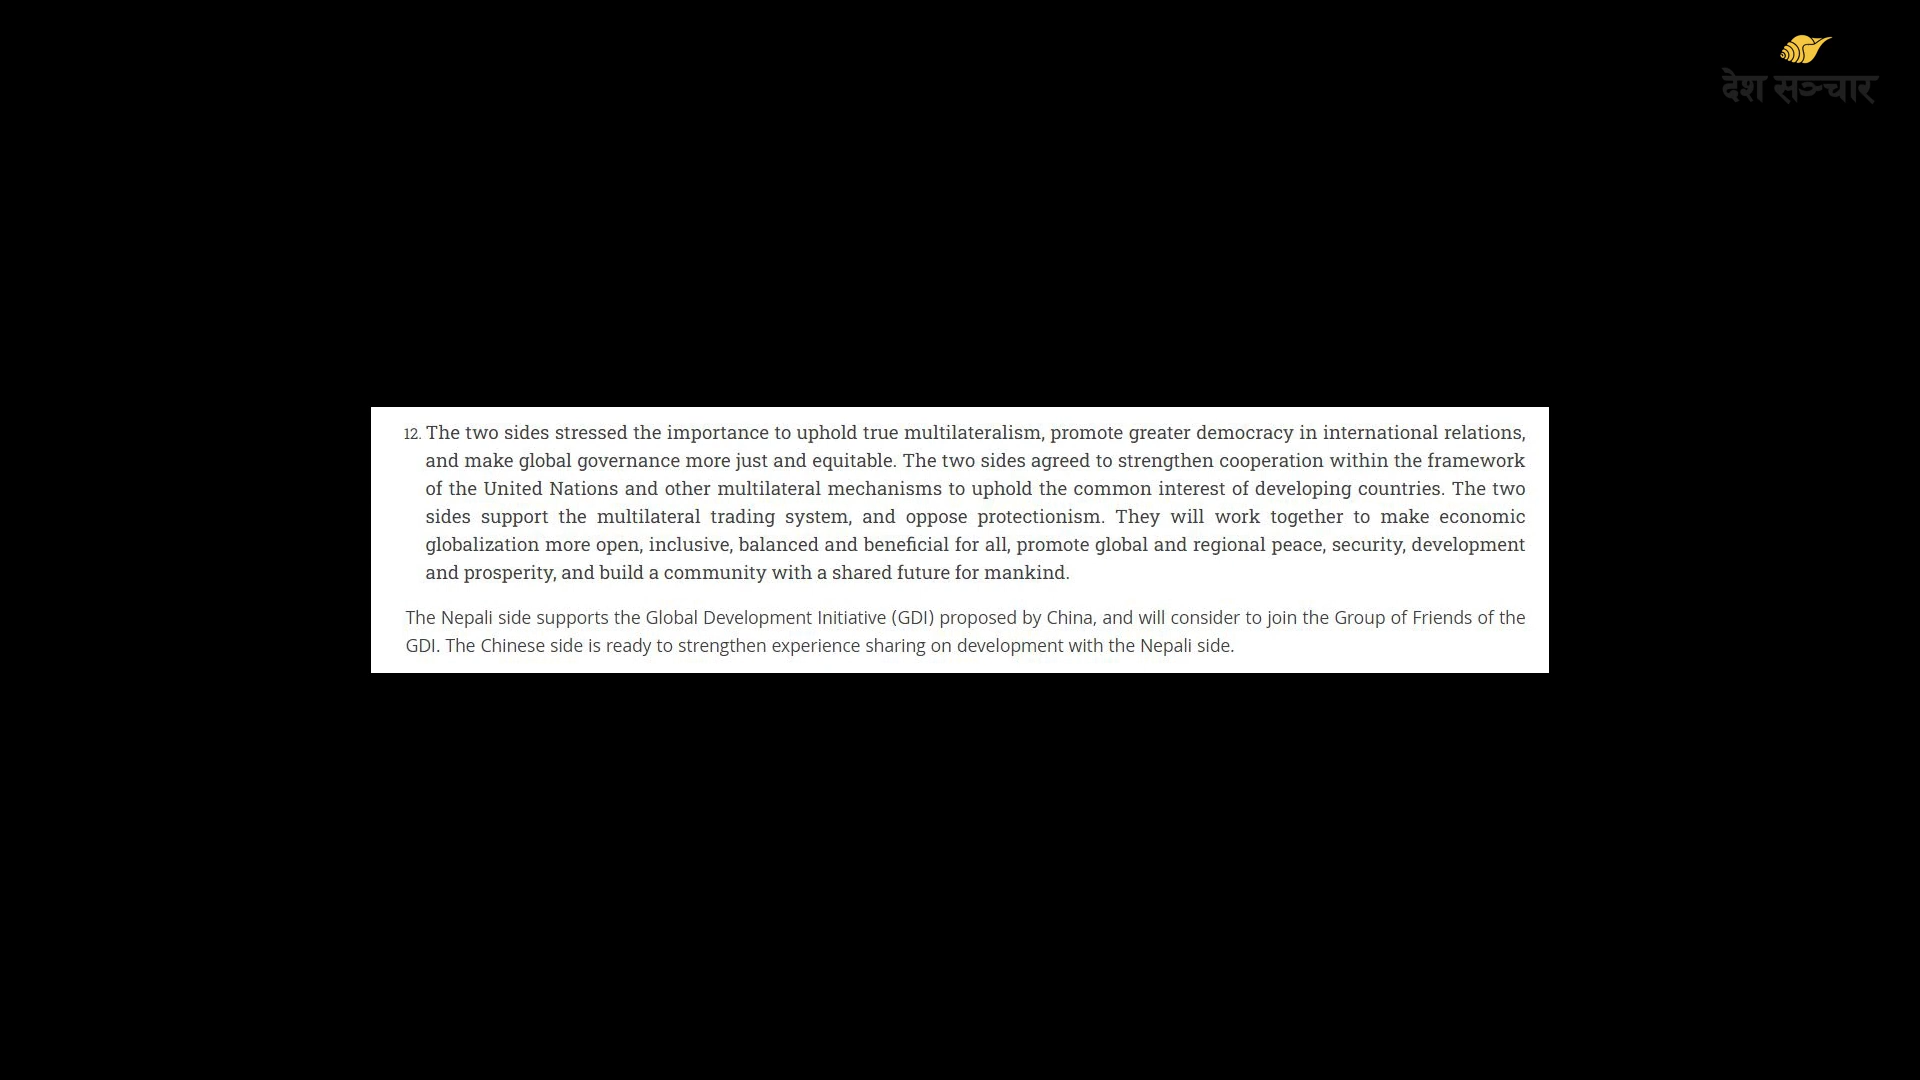 देश सञ्चार
12. The two sides stressed the importance to uphold true multilateralism, promote greater democracy in international relations,
and make global governance more just and equitable. The two sides agreed to strengthen cooperation within the framework
of the United Nations and other multilateral mechanisms to uphold the common interest of developing countries. The two
sides support the multilateral trading system, and oppose protectionism. They will work together to make economic
globalization more open, inclusive, balanced and beneficial for all, promote global and regional peace, security, development
and prosperity, and build a community with a shared future for mankind.
The Nepali side supports the Global Development Initiative (GDI) proposed by China, and will consider to join the Group of Friends of the
GDI. The Chinese side is ready to strengthen experience sharing on development with the Nepali side.